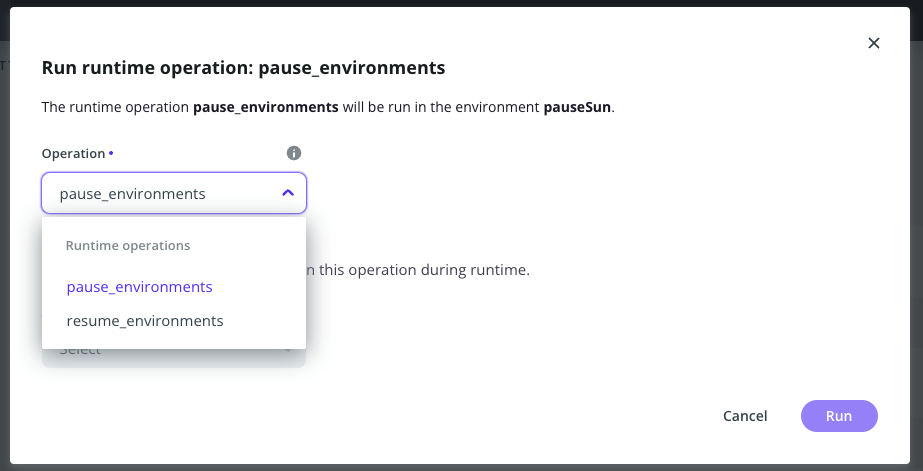 Run runtime operation: pause_environments
The runtime operation pause_environments will be run in the environment pauseSun.
Operation •
pause_environments
Runtime operations
n this operation during runtime.
pause_environments
resume_environments
Select
Cancel
Run